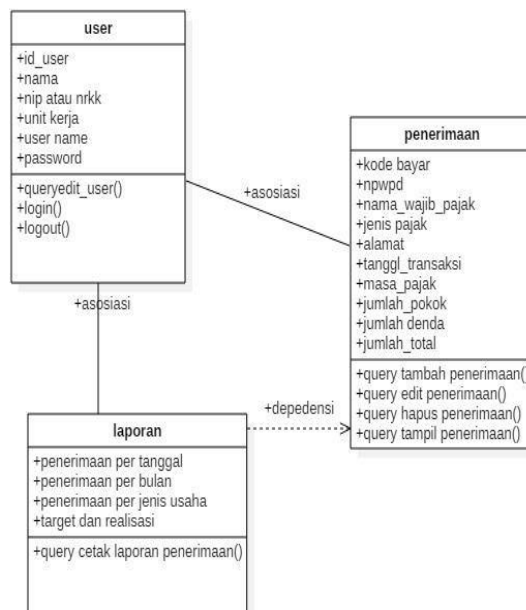 user
+id_user
+nama
+nip atau nrkk
+unit kerja
+user name
+password
+queryedit_user()
+login()
+logout()
+asosiasi
penerimaan
+kode bayar
+npwpd
+nama_wajib_pajak
+jenis pajak
+alamat
+tanggl_transaksi
+masa_pajak
+jumlah_pokok
+jumlah denda
+jumlah_total
+query tambah penerimaan()
+query edit penerimaan()
+query hapus penerimaan()
+query tampil penerimaan()
+asosiasi
+depedensi
laporan
+penerimaan per tanggal
+penerimaan per bulan
+penerimaan per jenis usaha
+target dan realisasi
+query cetak laporan penerimaan()